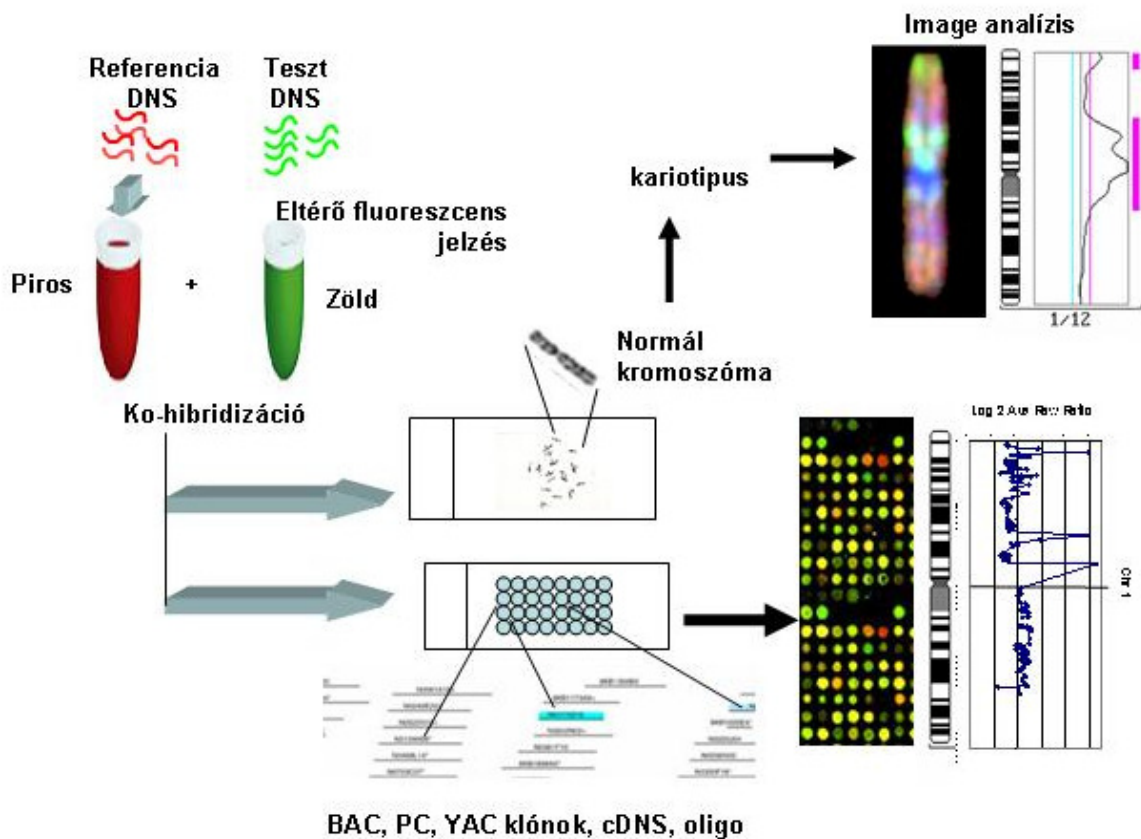 Image analízis
Referencia
DNS
Teszt
DNS
Eltérő fluoreszcens
jelzés
Piros
+
Zöld
kariotipus
1/12
Normál
kromoszóma
Ko-hibridizáció
Log 2 Ave Raw Ratio
Chr 1
BAC, PC, YAC klónok, cDNS, oligo